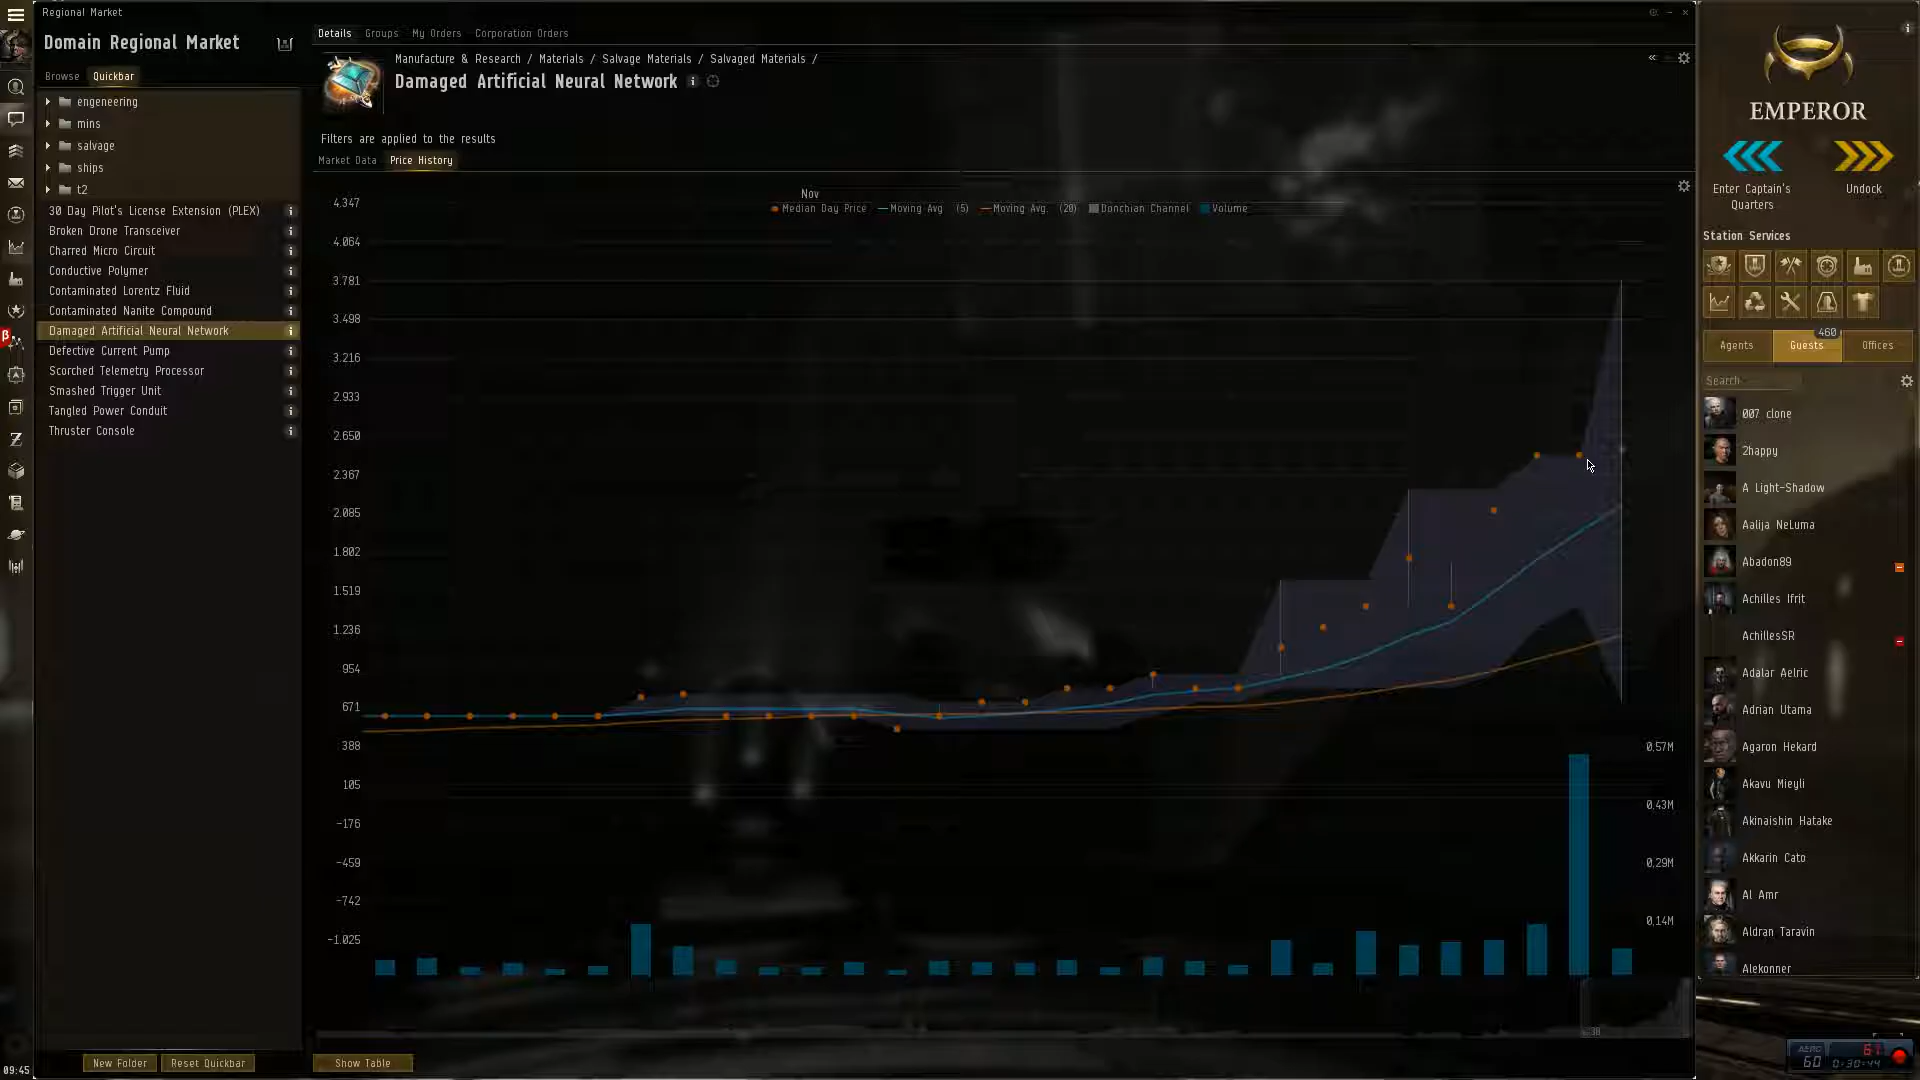 Regional Market
Domain Regional Market
Browse Quickbar
engeneering
mins
salvage
ships
t2
30 Day Pilot's License Extension (PLEX)
Broken Drone Transceiver
Charred Micro Circuit
Conductive Polymer
Contaminated Lorentz Fluid
Contaminated Nanite Compound
Damaged Artificial Neural Network
Defective Current Pump
Scorched Telemetry Processor
Smashed Trigger Unit
Tangled Power Conduit
Thruster Console
New Folder Reset Quickbar
09:45
β
Details Groups My Orders Corporation Orders
Manufacture & Research / Materials / Salvage Materials / Salvaged Materials /
Damaged Artificial Neural Network
Filters are applied to the results
Market Data Price History
Nov
Median Day Price Moving Avg (5) Moving Avg. (20) Donchian Channel Volume
4.347
4.064
3.781
3.498
3.216
2.933
2.650
2.367
2.085
1.802
1.519
1.236
954
671
388
105
-176
-459
-742
-1.025
0,57M
0,43M
0,29M
0,14M
30
Show Table
EMPEROR
Enter Captain's Quarters
Undock
Station Services
460
Agents Guests Offices
Search
007 clone
2happy
A Light-Shadow
Aalija NeLuma
Abadon89
Achilles Ifrit
AchillesSR
Adalar Aelric
Adrian Utama
Agaron Hekard
Akavu Mieyli
Akinaishin Hatake
Akkarin Cato
Al Amr
Aldran Taravin
Alekonner
AERO 61
60 0:30:44